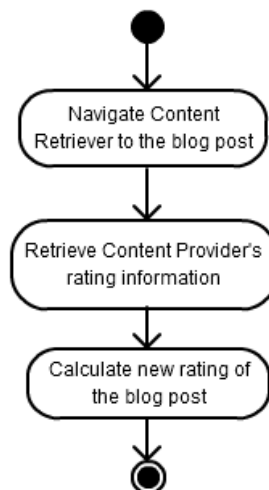 Navigate Content
Retriever to the blog post
Retrieve Content Provider's
rating information
Calculate new rating of
the blog post